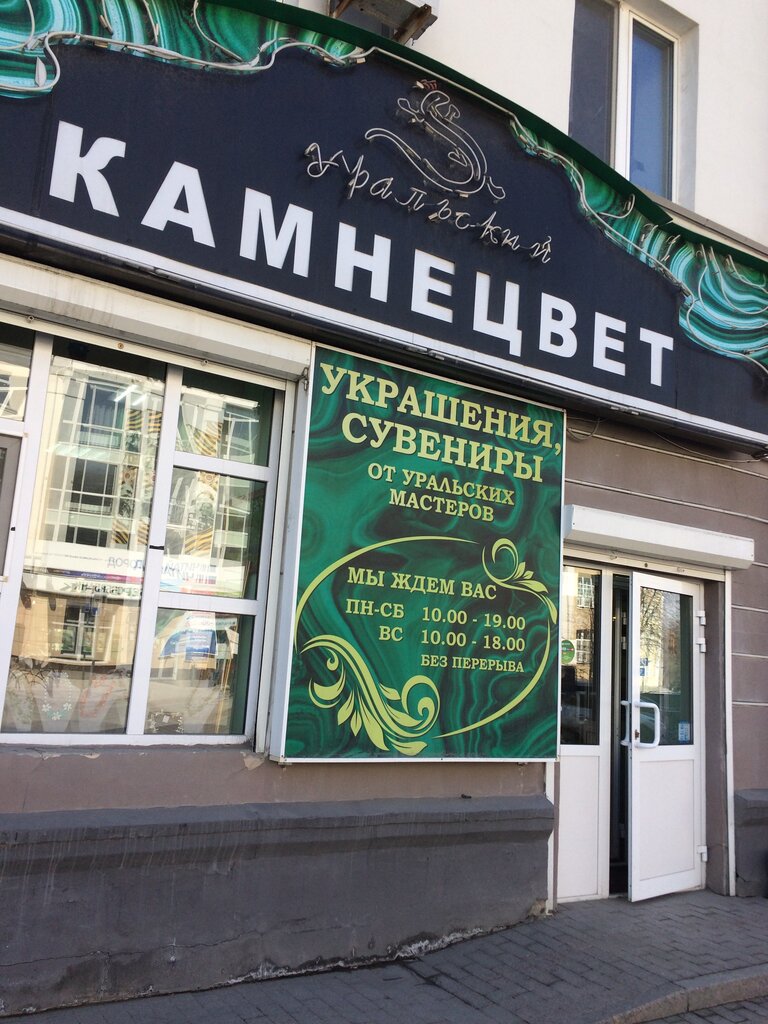 Уральский
КАМНЕЦВЕТ
УКРАШЕНИЯ,
СУВЕНИРЫ
ОТ УРАЛЬСКИХ
МАСТЕРОВ
МЫ ЖДЕМ ВАС
ПН-СБ 10.00 - 19.00
ВС 10.00 - 18.00
БЕЗ ПЕРЕРЫВА